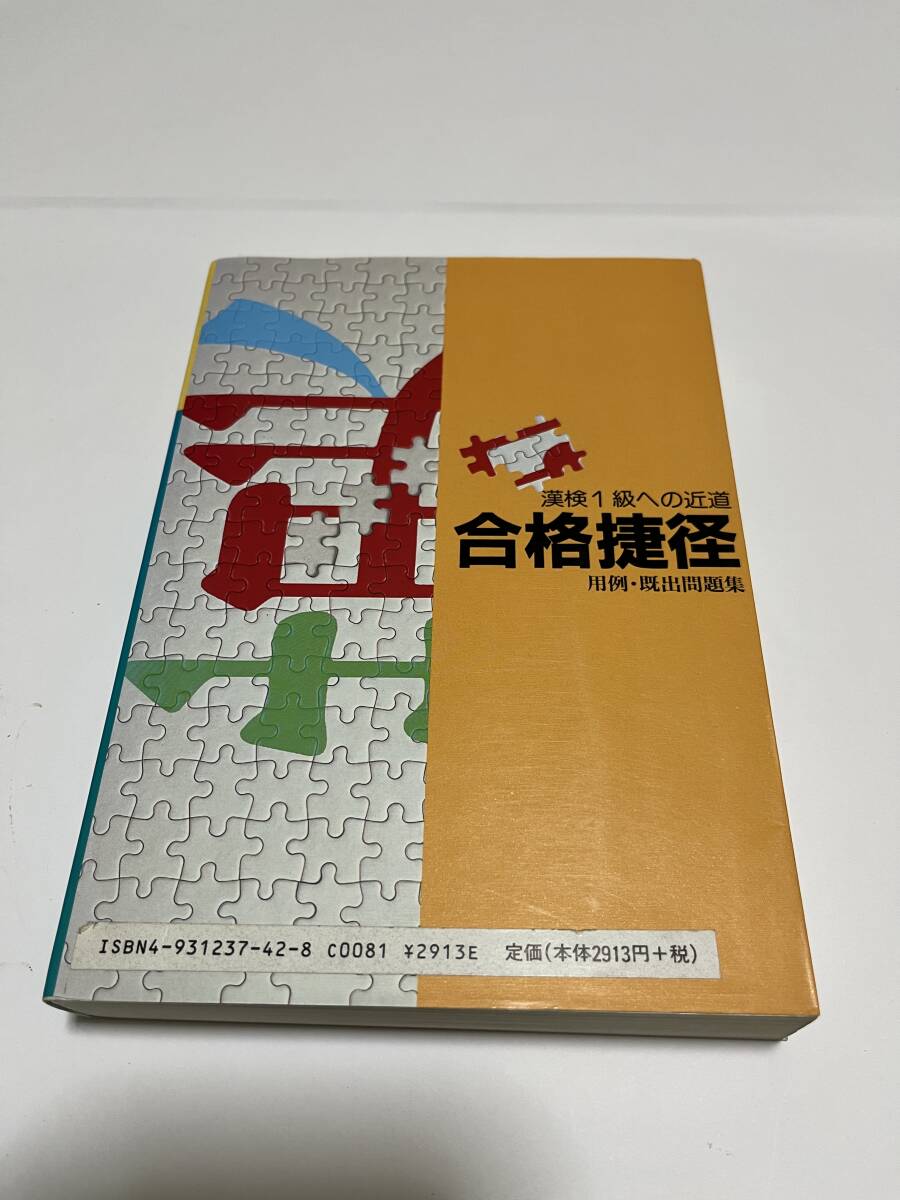 漢検1級への近道
合格捷径
用例・既出問題集
ISBN4-931237-42-8 C0081 ¥2913E 定価(本体2913円+税)